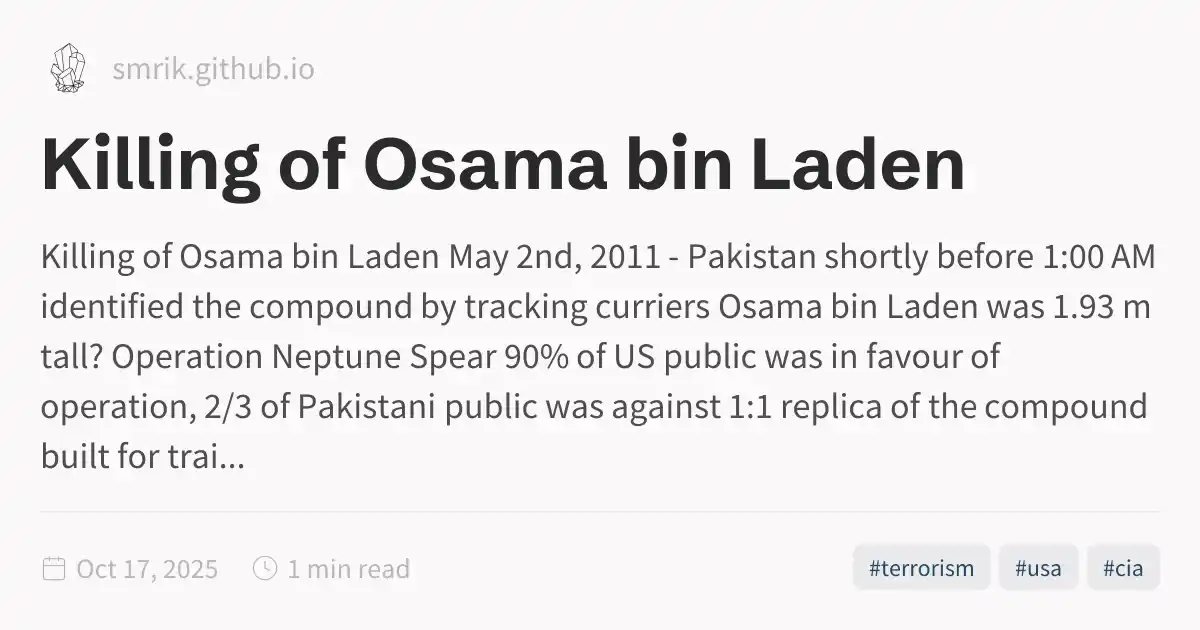 smrik.github.io
Killing of Osama bin Laden
Killing of Osama bin Laden May 2nd, 2011 - Pakistan shortly before 1:00 AM
identified the compound by tracking curriers Osama bin Laden was 1.93 m
tall? Operation Neptune Spear 90% of US public was in favour of
operation, 2/3 of Pakistani public was against 1:1 replica of the compound
built for trai...
Oct 17, 2025 1 min read #terrorism #usa #cia